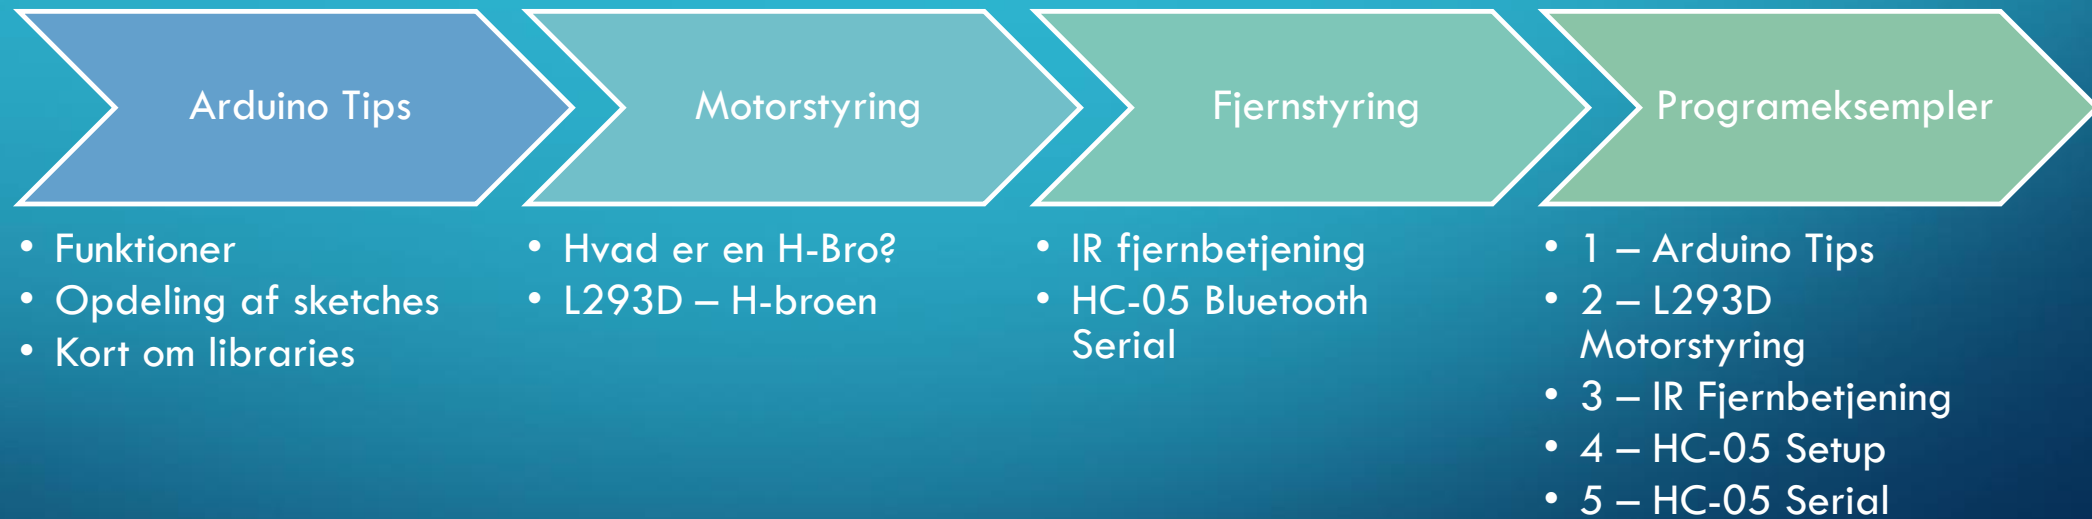 Arduino Tips
• Funktioner
• Opdeling af sketches
• Kort om libraries
Motorstyring
• Hvad er en H-Bro?
• L293D – H-broen
Fjernstyring
• IR fjernbetjening
• HC-05 Bluetooth
Serial
Programeksempler
• 1 – Arduino Tips
• 2 – L293D
Motorstyring
• 3 – IR Fjernbetjening
• 4 – HC-05 Setup
• 5 – HC-05 Serial